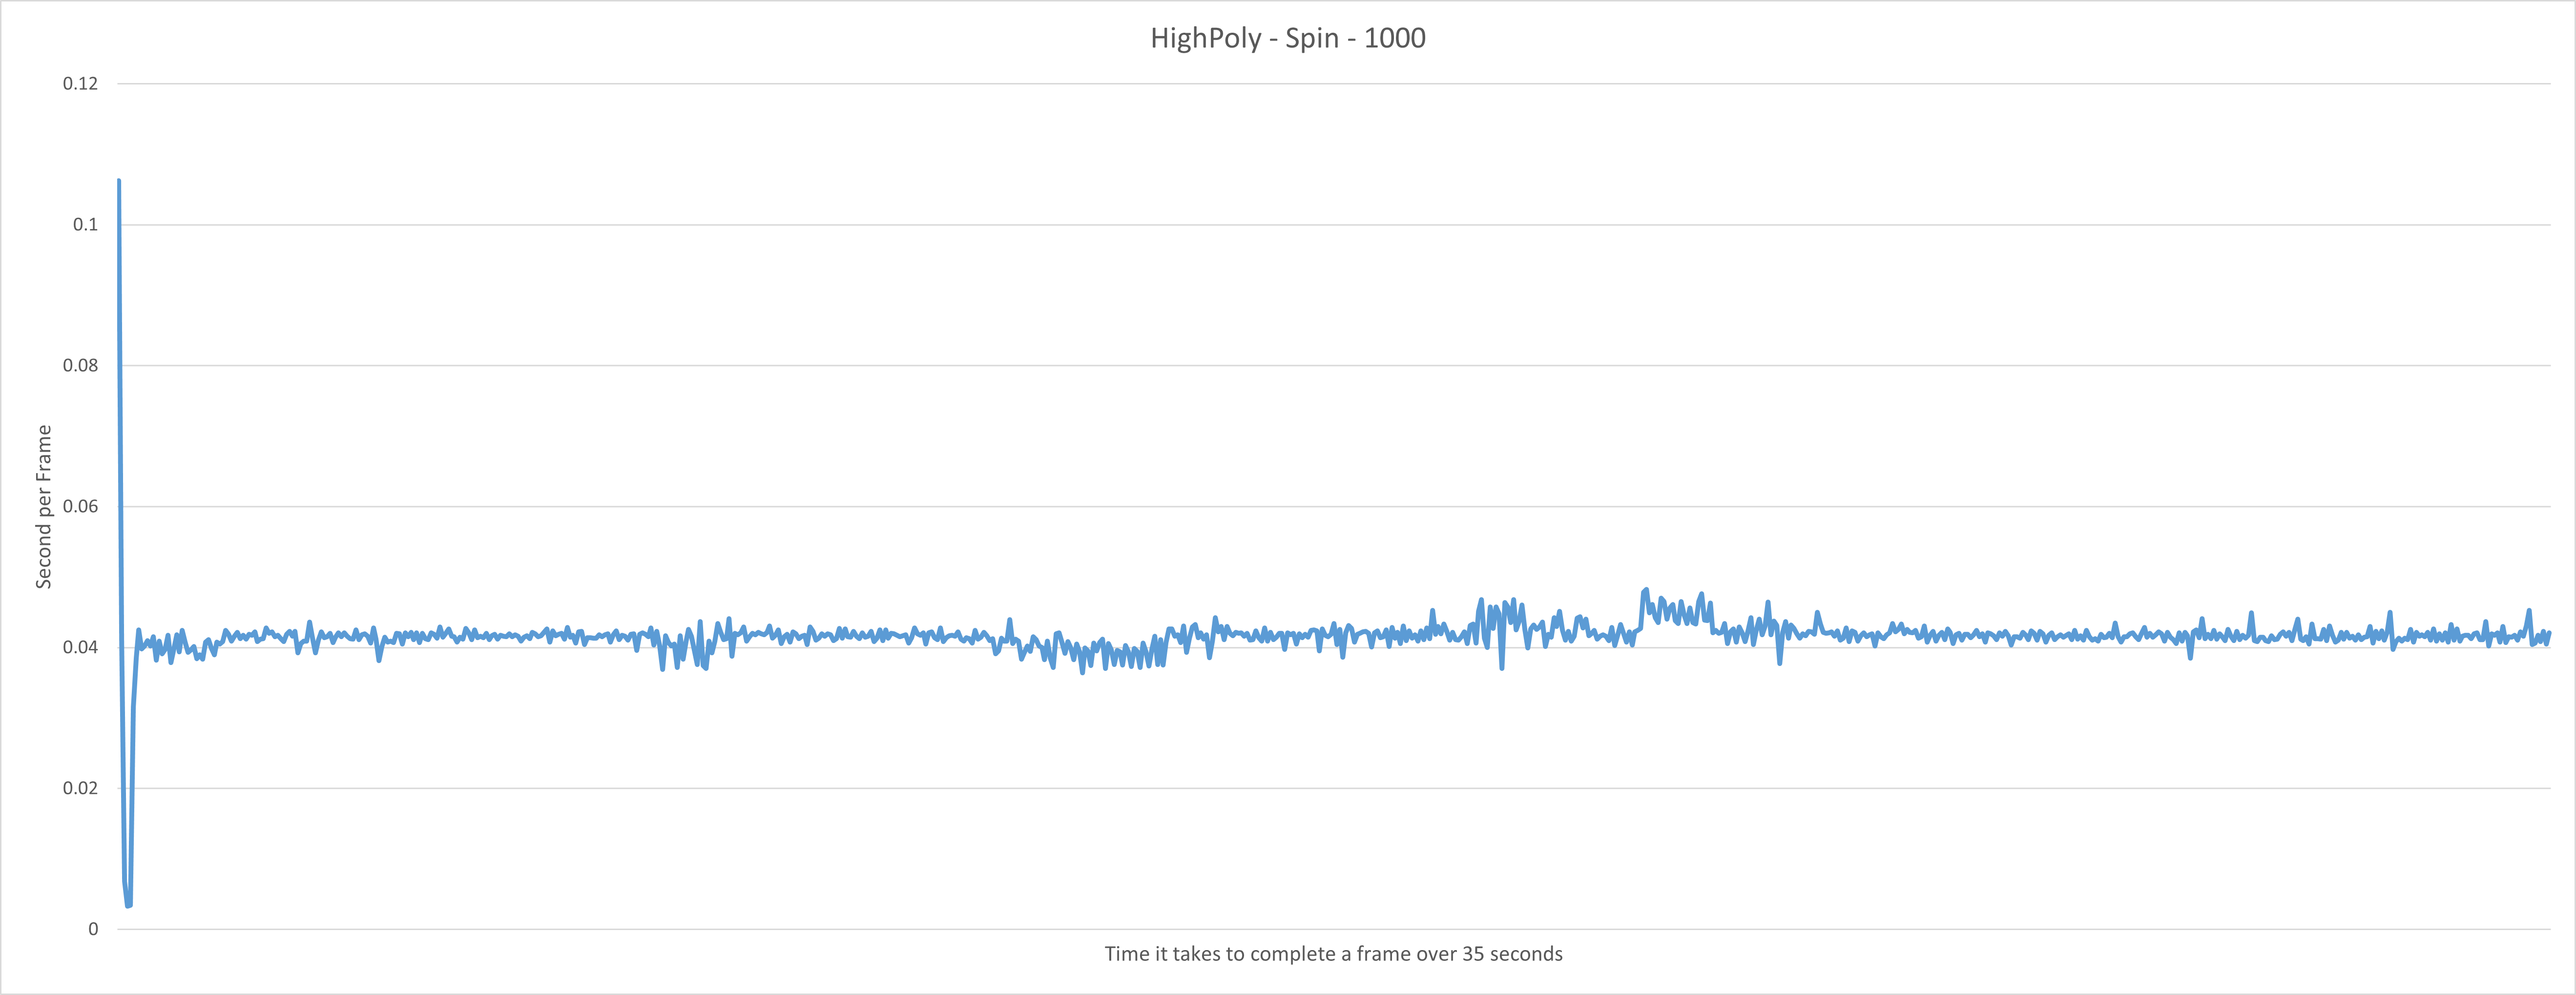 HighPoly - Spin - 1000
0.12
0.1
0.08
0.06
0.04
0.02
0
Second per Frame
Time it takes to complete a frame over 35 seconds